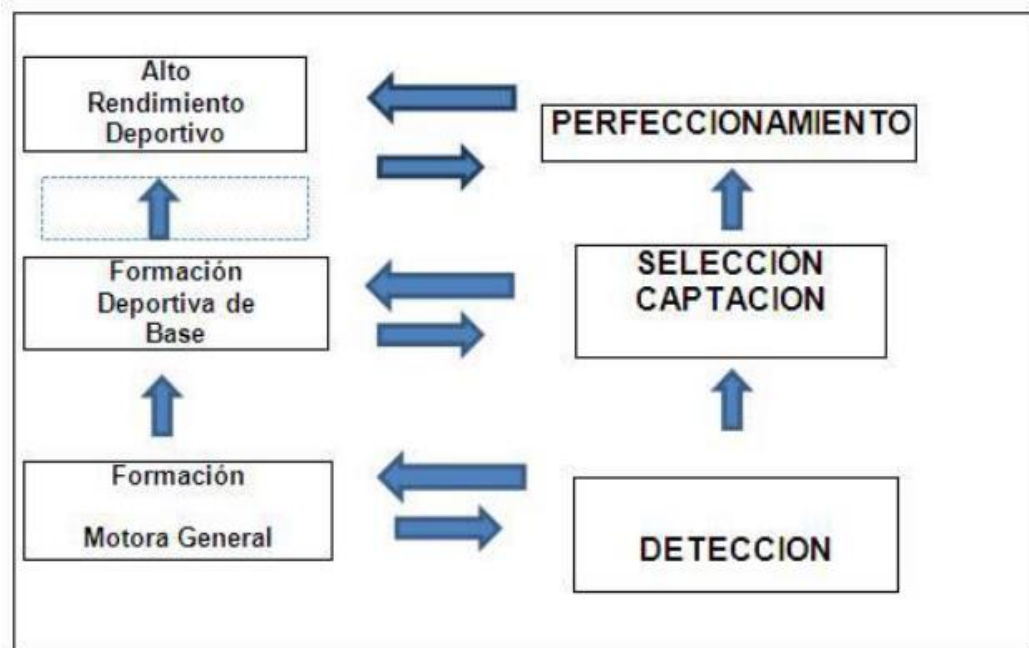 Alto
Rendimiento
Deportivo
PERFECCIONAMIENTO
Formación
Deportiva de
Base
SELECCIÓN
CAPTACION
Formación
Motora General
DETECCION